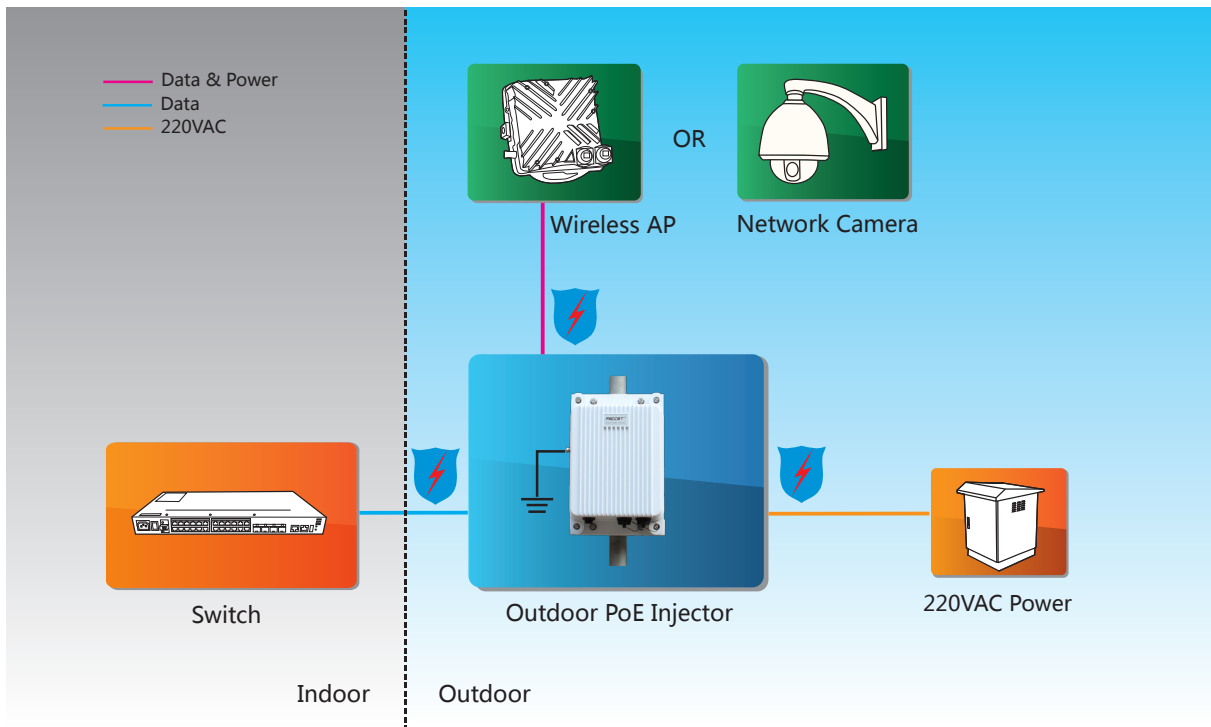 Data & Power
Data
220VAC
OR
Wireless AP
Network Camera
Switch
Outdoor PoE Injector
220VAC Power
Indoor
Outdoor